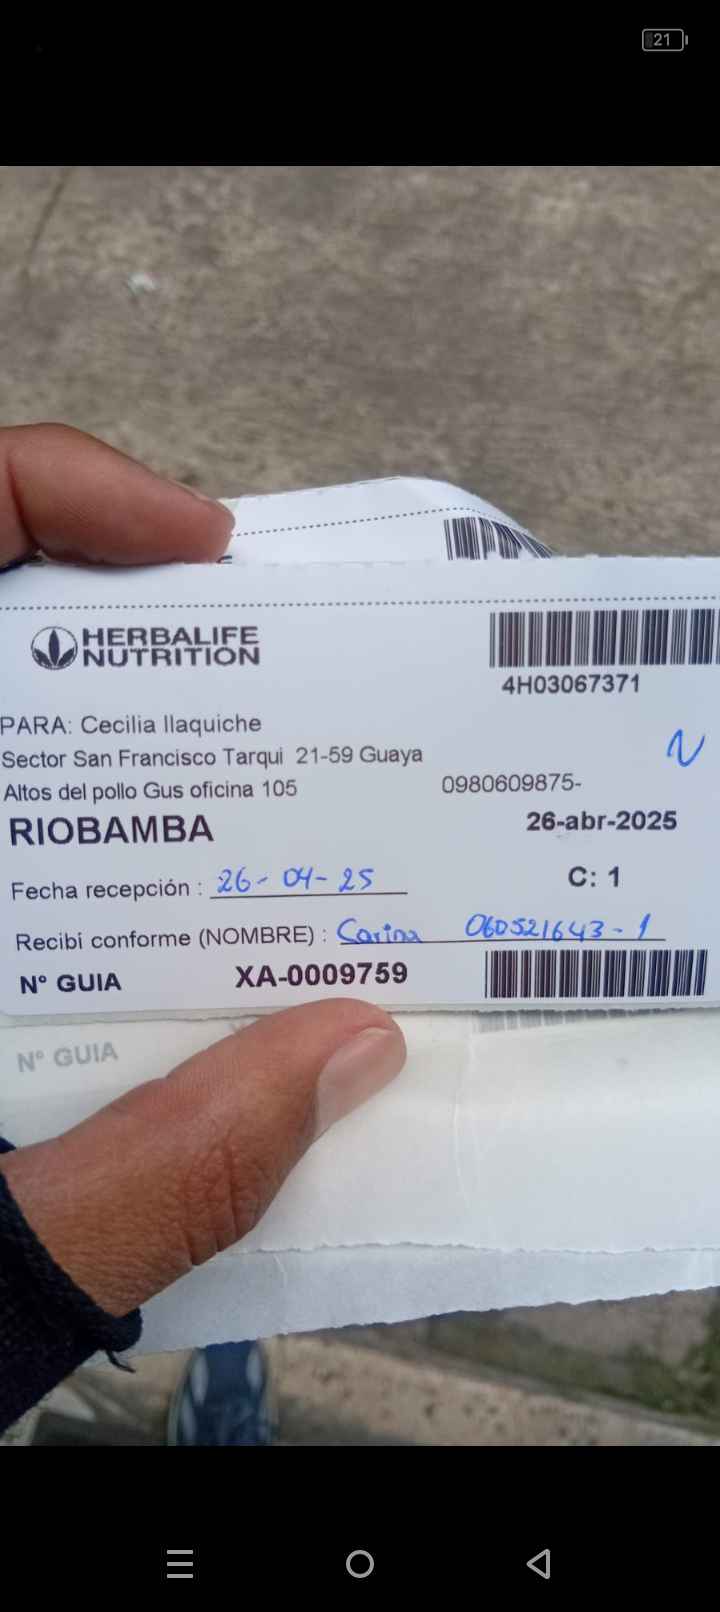 21
HERBALIFE
NUTRITION
4H03067371
PARA: Cecilia llaquiche
Sector San Francisco Tarqui 21-59 Guaya
Altos del pollo Gus oficina 105 0980609875-
N
RIOBAMBA 26-abr-2025
Fecha recepción : 26-04-25 C: 1
Recibí conforme (NOMBRE) : Carina 060521643-1
N° GUIA XA-0009759
N° GUIA